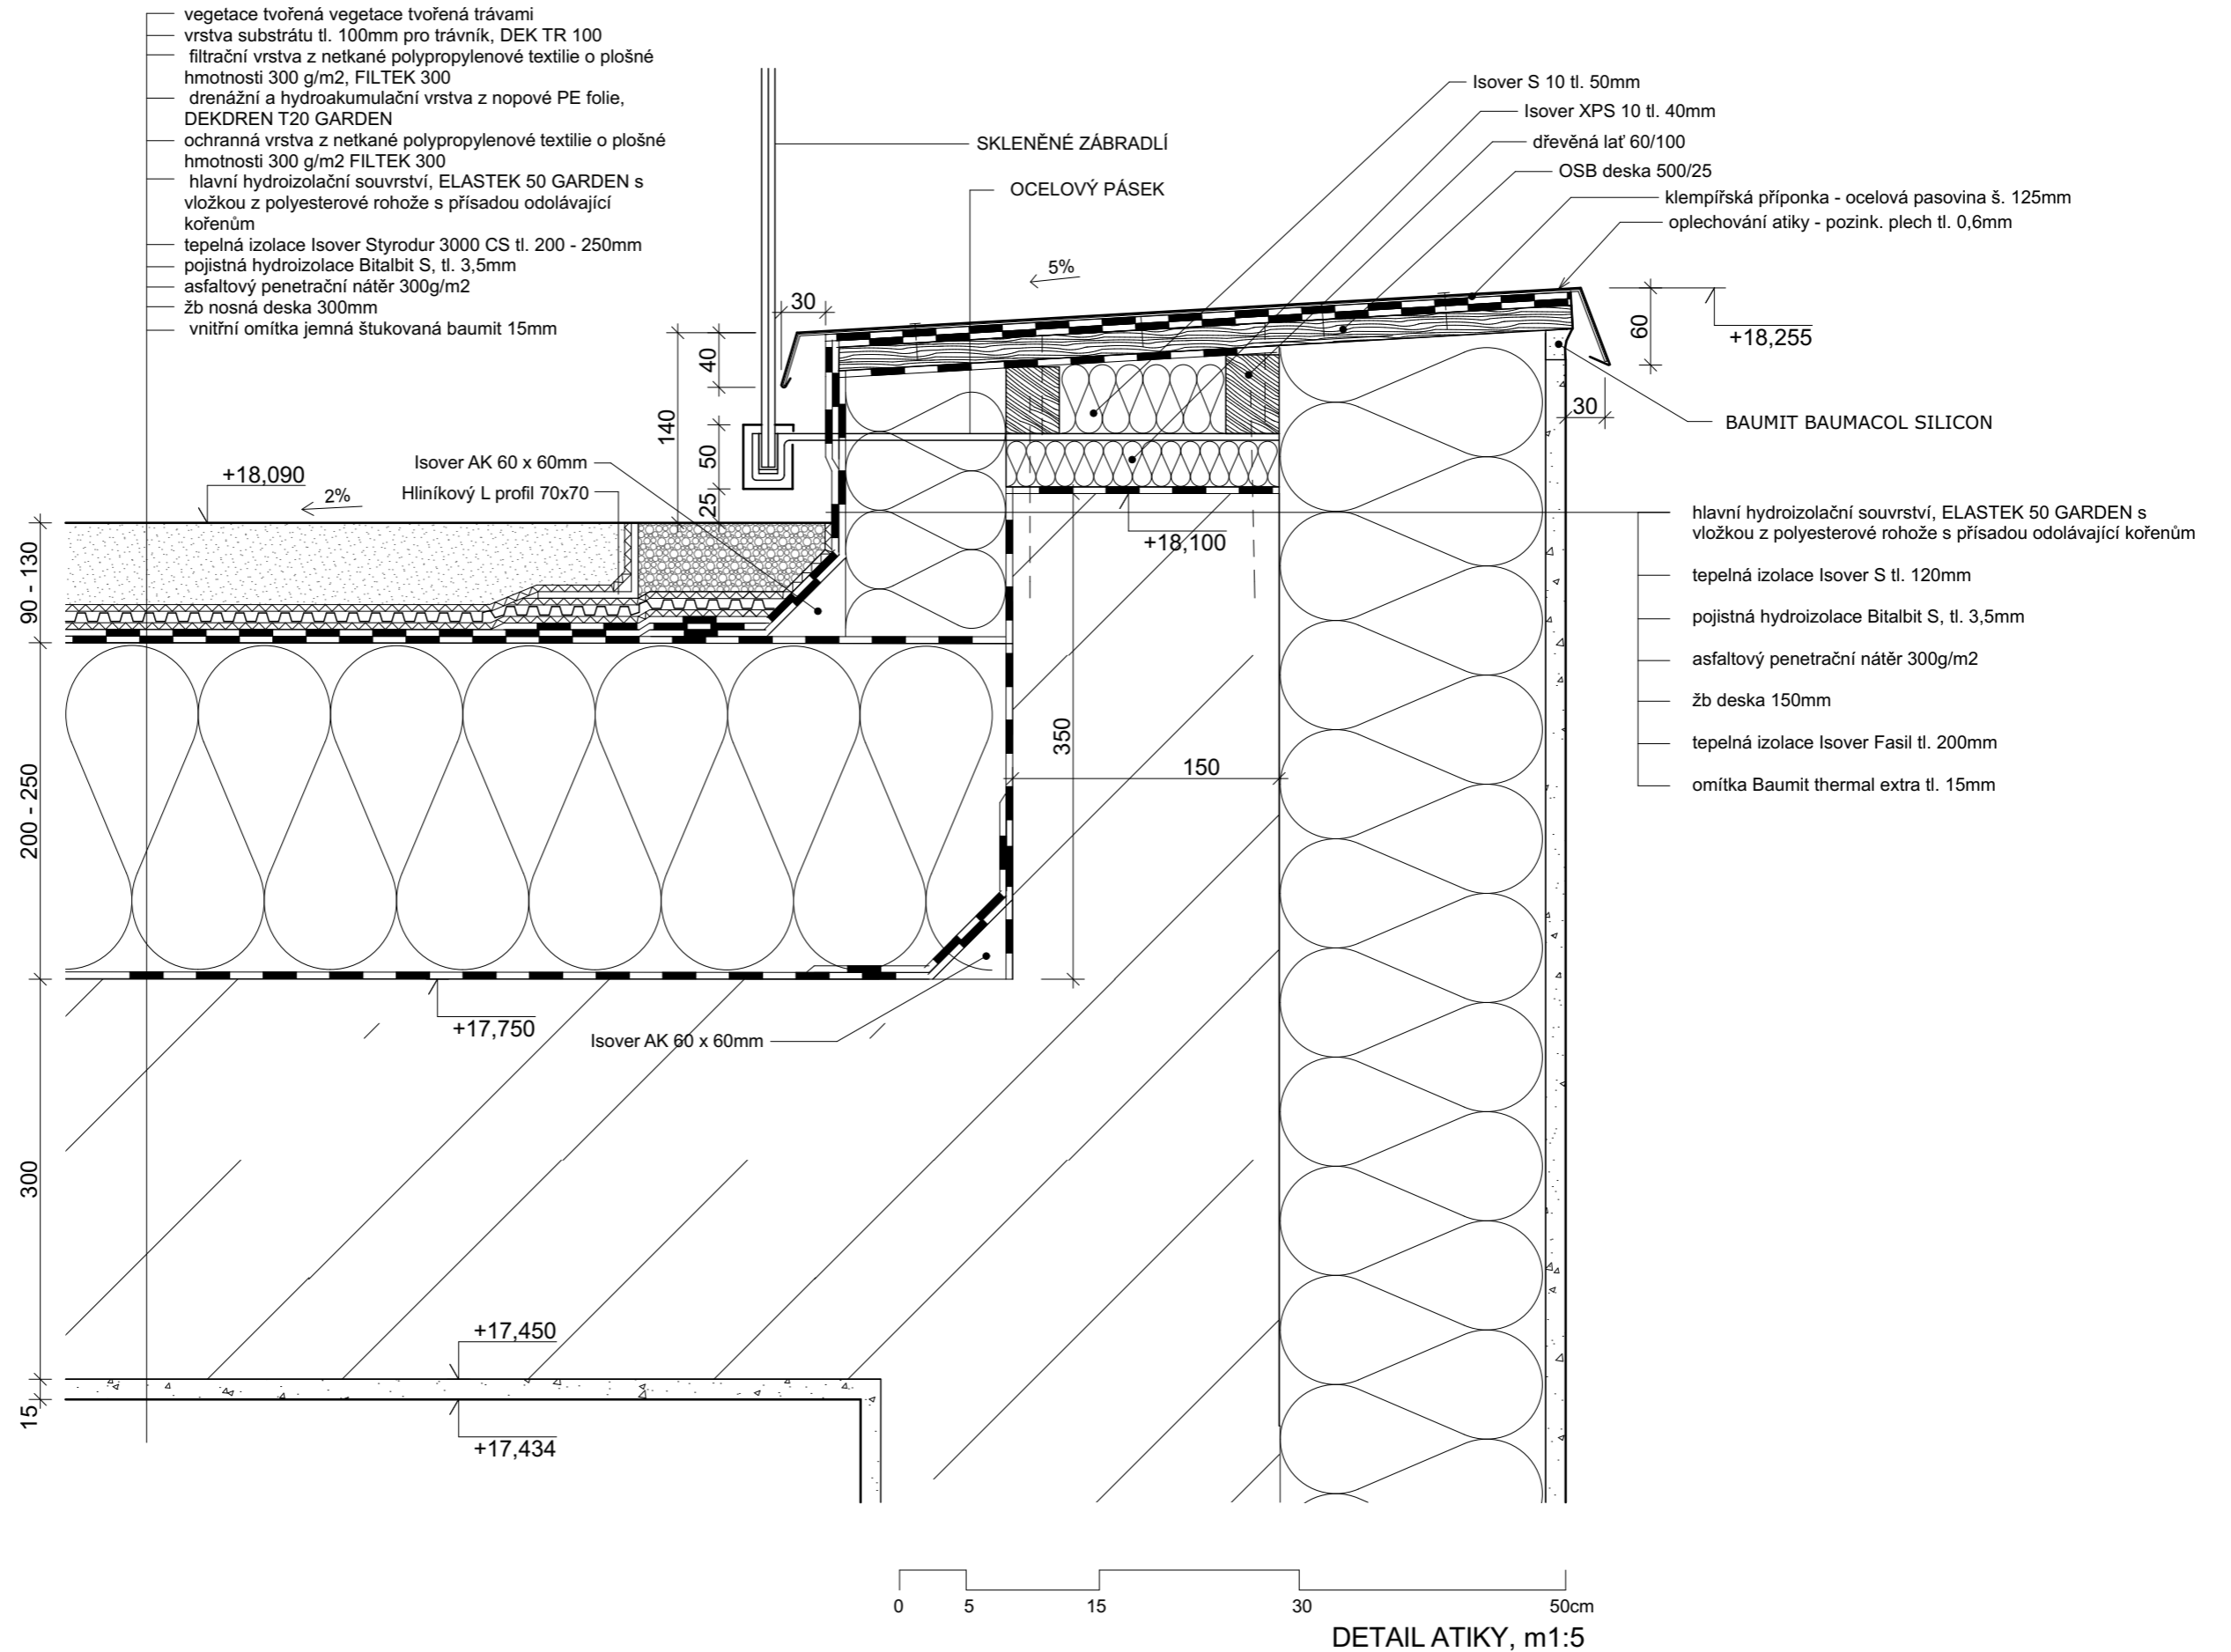 vegetace tvořená vegetace tvořená trávami
vrstva substrátu tl. 100mm pro trávník, DEK TR 100
filtrační vrstva z netkané polypropylenové textilie o plošné
hmotnosti 300 g/m2, FILTEK 300
drenážní a hydroakumulační vrstva z nopové PE folie,
DEKDREN T20 GARDEN
ochranná vrstva z netkané polypropylenové textilie o plošné
hmotnosti 300 g/m2 FILTEK 300
hlavní hydroizolační souvrství, ELASTEK 50 GARDEN s
vložkou z polyesterové rohože s přísadou odolávající
kořenům
tepelná izolace Isover Styrodur 3000 CS tl. 200 - 250mm
pojistná hydroizolace Bitalbit S, tl. 3,5mm
asfaltový penetrační nátěr 300g/m2
žb nosná deska 300mm
vnitřní omítka jemná štukovaná baumit 15mm
SKLENĚNÉ ZÁBRADLÍ
OCELOVÝ PÁSEK
Isover S 10 tl. 50mm
Isover XPS 10 tl. 40mm
dřevěná lať 60/100
OSB deska 500/25
klempířská příponka - ocelová pasovina š. 125mm
oplechování atiky - pozink. plech tl. 0,6mm
5%
30
40
140
50
25
60
+18,255
30
BAUMIT BAUMACOL SILICON
Isover AK 60 x 60mm
Hliníkový L profil 70x70
+18,090
2%
+18,100
hlavní hydroizolační souvrství, ELASTEK 50 GARDEN s
vložkou z polyesterové rohože s přísadou odolávající kořenům
tepelná izolace Isover S tl. 120mm
pojistná hydroizolace Bitalbit S, tl. 3,5mm
asfaltový penetrační nátěr 300g/m2
žb deska 150mm
tepelná izolace Isover Fasil tl. 200mm
omítka Baumit thermal extra tl. 15mm
90 - 130
200 - 250
300
15
350
150
+17,750
Isover AK 60 x 60mm
+17,450
+17,434
0 5 15 30 50cm
DETAIL ATIKY, m1:5